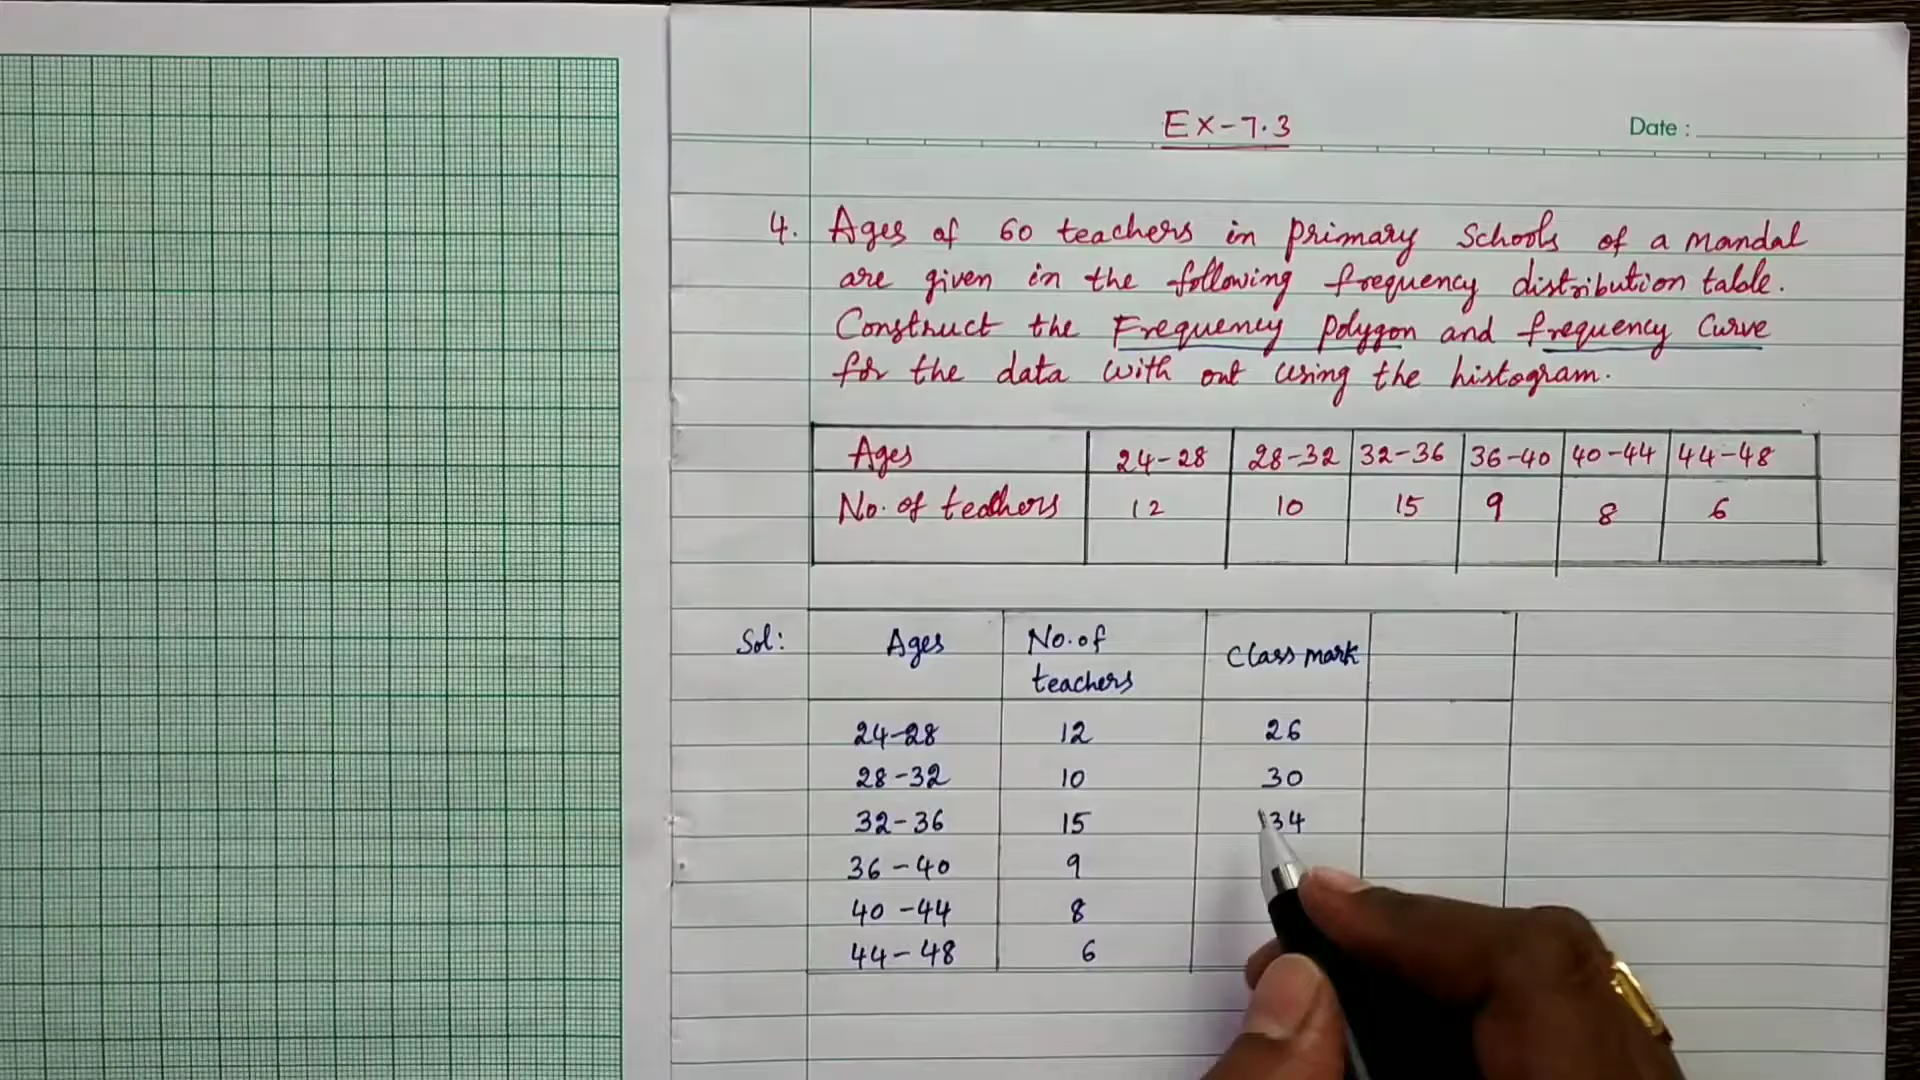 Ex-7.3
Date :
4. Ages of 60 teachers in primary Schools of a mandal
are given in the following frequency distribution table.
Construct the Frequency polygon and frequency Curve
for the data with out using the histogram.
Ages 24-28 28-32 32-36 36-40 40-44 44-48
No. of teachers 12 10 15 9 8 6
Sol: Ages No. of teachers Class mark
24-28 12 26
28-32 10 30
32-36 15 34
36-40 9
40-44 8
44-48 6